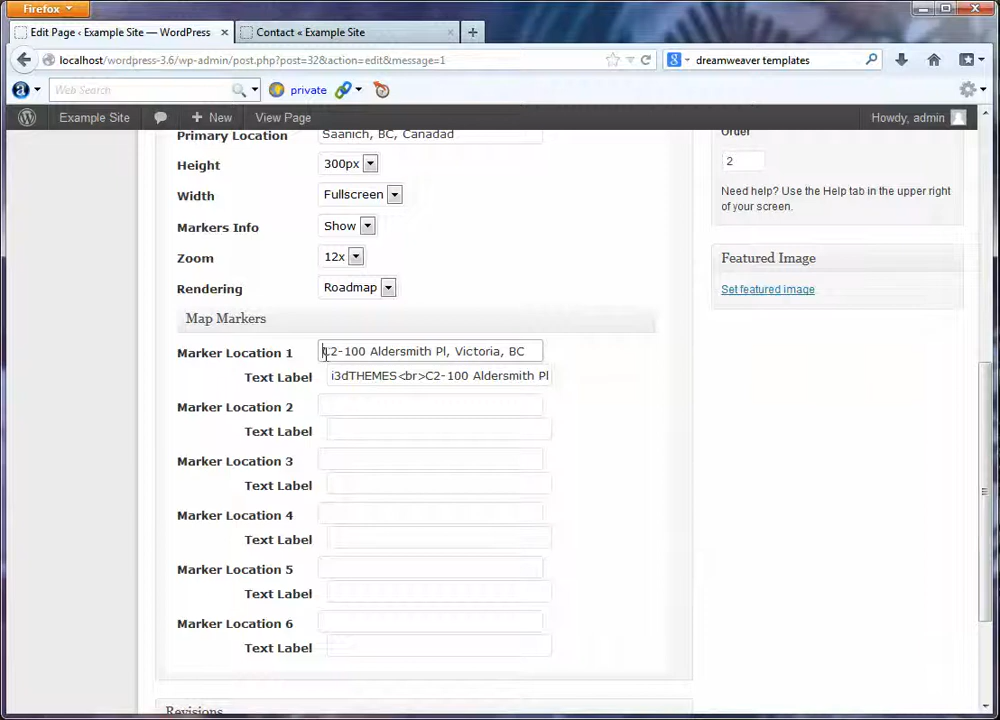 Firefox
Edit Page ‹ Example Site — WordPress × Contact « Example Site × +
localhost/wordpress-3.6/wp-admin/post.php?post=32&action=edit&message=1
dreamweaver templates
Web Search
private
Example Site + New View Page Howdy, admin
Primary Location Saanich, BC, Canadad
Order
Height 300px
2
Width Fullscreen
Need help? Use the Help tab in the upper right
of your screen.
Markers Info Show
Zoom 12x
Featured Image
Rendering Roadmap
Set featured image
Map Markers
Marker Location 1 C2-100 Aldersmith Pl, Victoria, BC
Text Label i3dTHEMES<br>C2-100 Aldersmith Pl
Marker Location 2
Text Label
Marker Location 3
Text Label
Marker Location 4
Text Label
Marker Location 5
Text Label
Marker Location 6
Text Label
Revisions